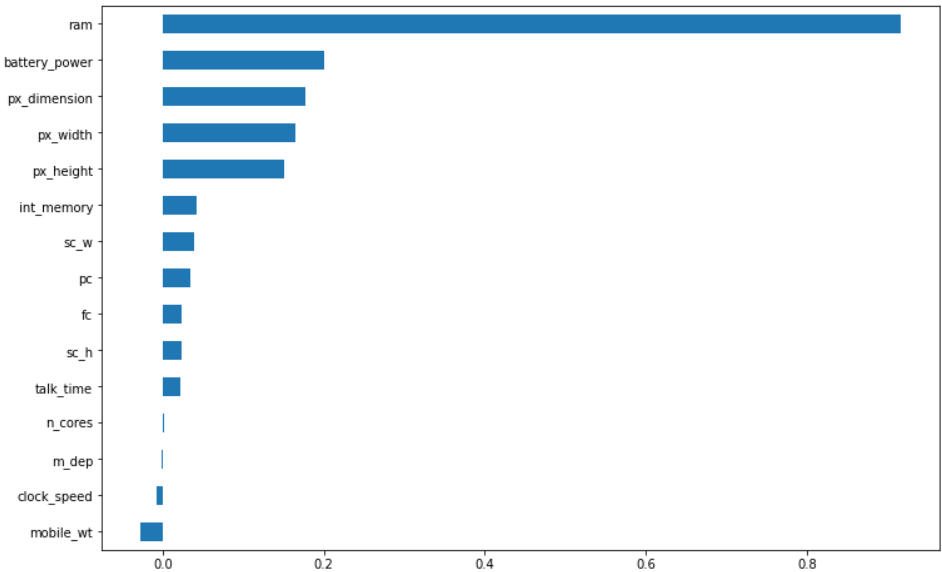 ram
battery_power
px_dimension
px_width
px_height
int_memory
sc_w
pc
fc
sc_h
talk_time
n_cores
m_dep
clock_speed
mobile_wt
0.0 0.2 0.4 0.6 0.8